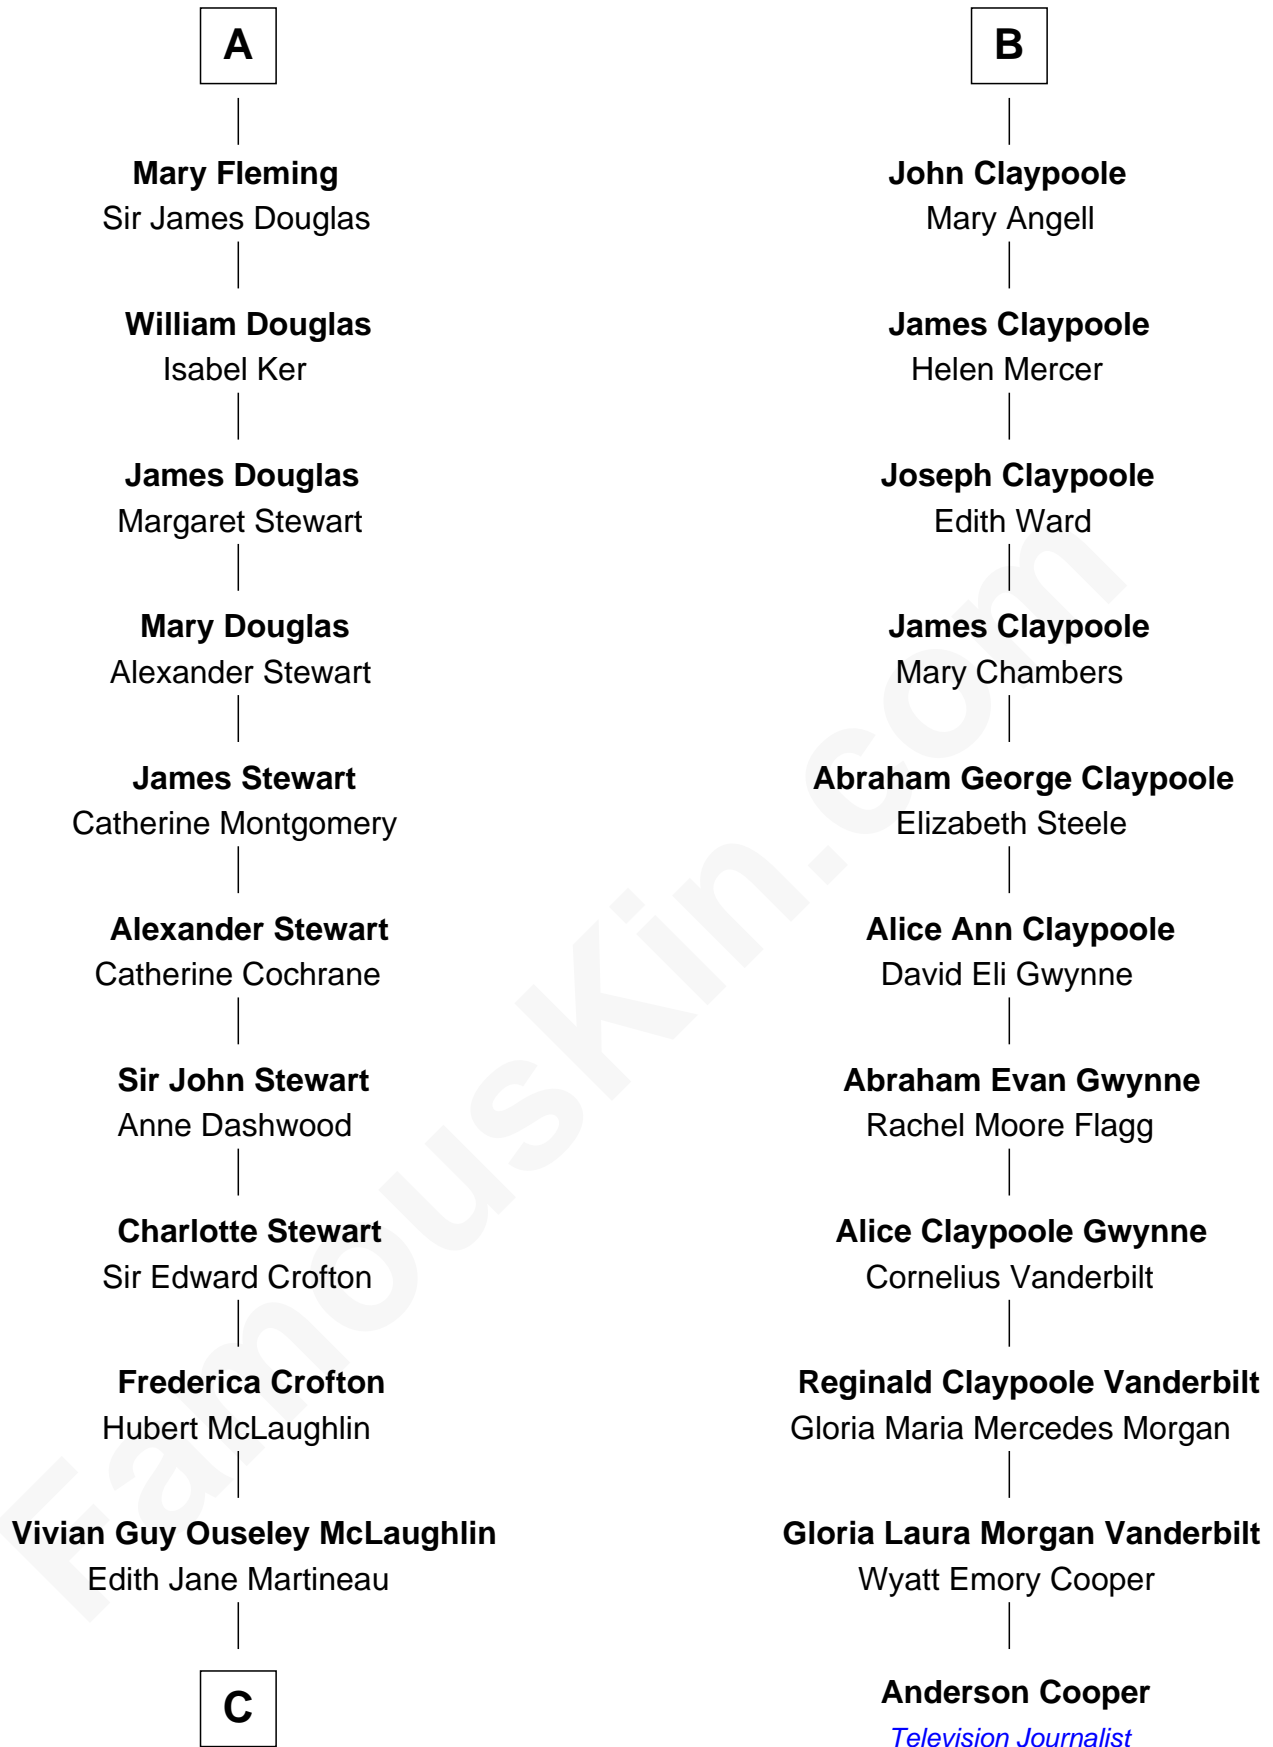 A
Mary Fleming
Sir James Douglas
William Douglas
Isabel Ker
James Douglas
Margaret Stewart
Mary Douglas
Alexander Stewart
James Stewart
Catherine Montgomery
Alexander Stewart
Catherine Cochrane
Sir John Stewart
Anne Dashwood
Charlotte Stewart
Sir Edward Crofton
Frederica Crofton
Hubert McLaughlin
Vivian Guy Ouseley McLaughlin
Edith Jane Martineau
C
B
John Claypoole
Mary Angell
James Claypoole
Helen Mercer
Joseph Claypoole
Edith Ward
James Claypoole
Mary Chambers
Abraham George Claypoole
Elizabeth Steele
Alice Ann Claypoole
David Eli Gwynne
Abraham Evan Gwynne
Rachel Moore Flagg
Alice Claypoole Gwynne
Cornelius Vanderbilt
Reginald Claypoole Vanderbilt
Gloria Maria Mercedes Morgan
Gloria Laura Morgan Vanderbilt
Wyatt Emory Cooper
Anderson Cooper
Television Journalist
FamousKin.com